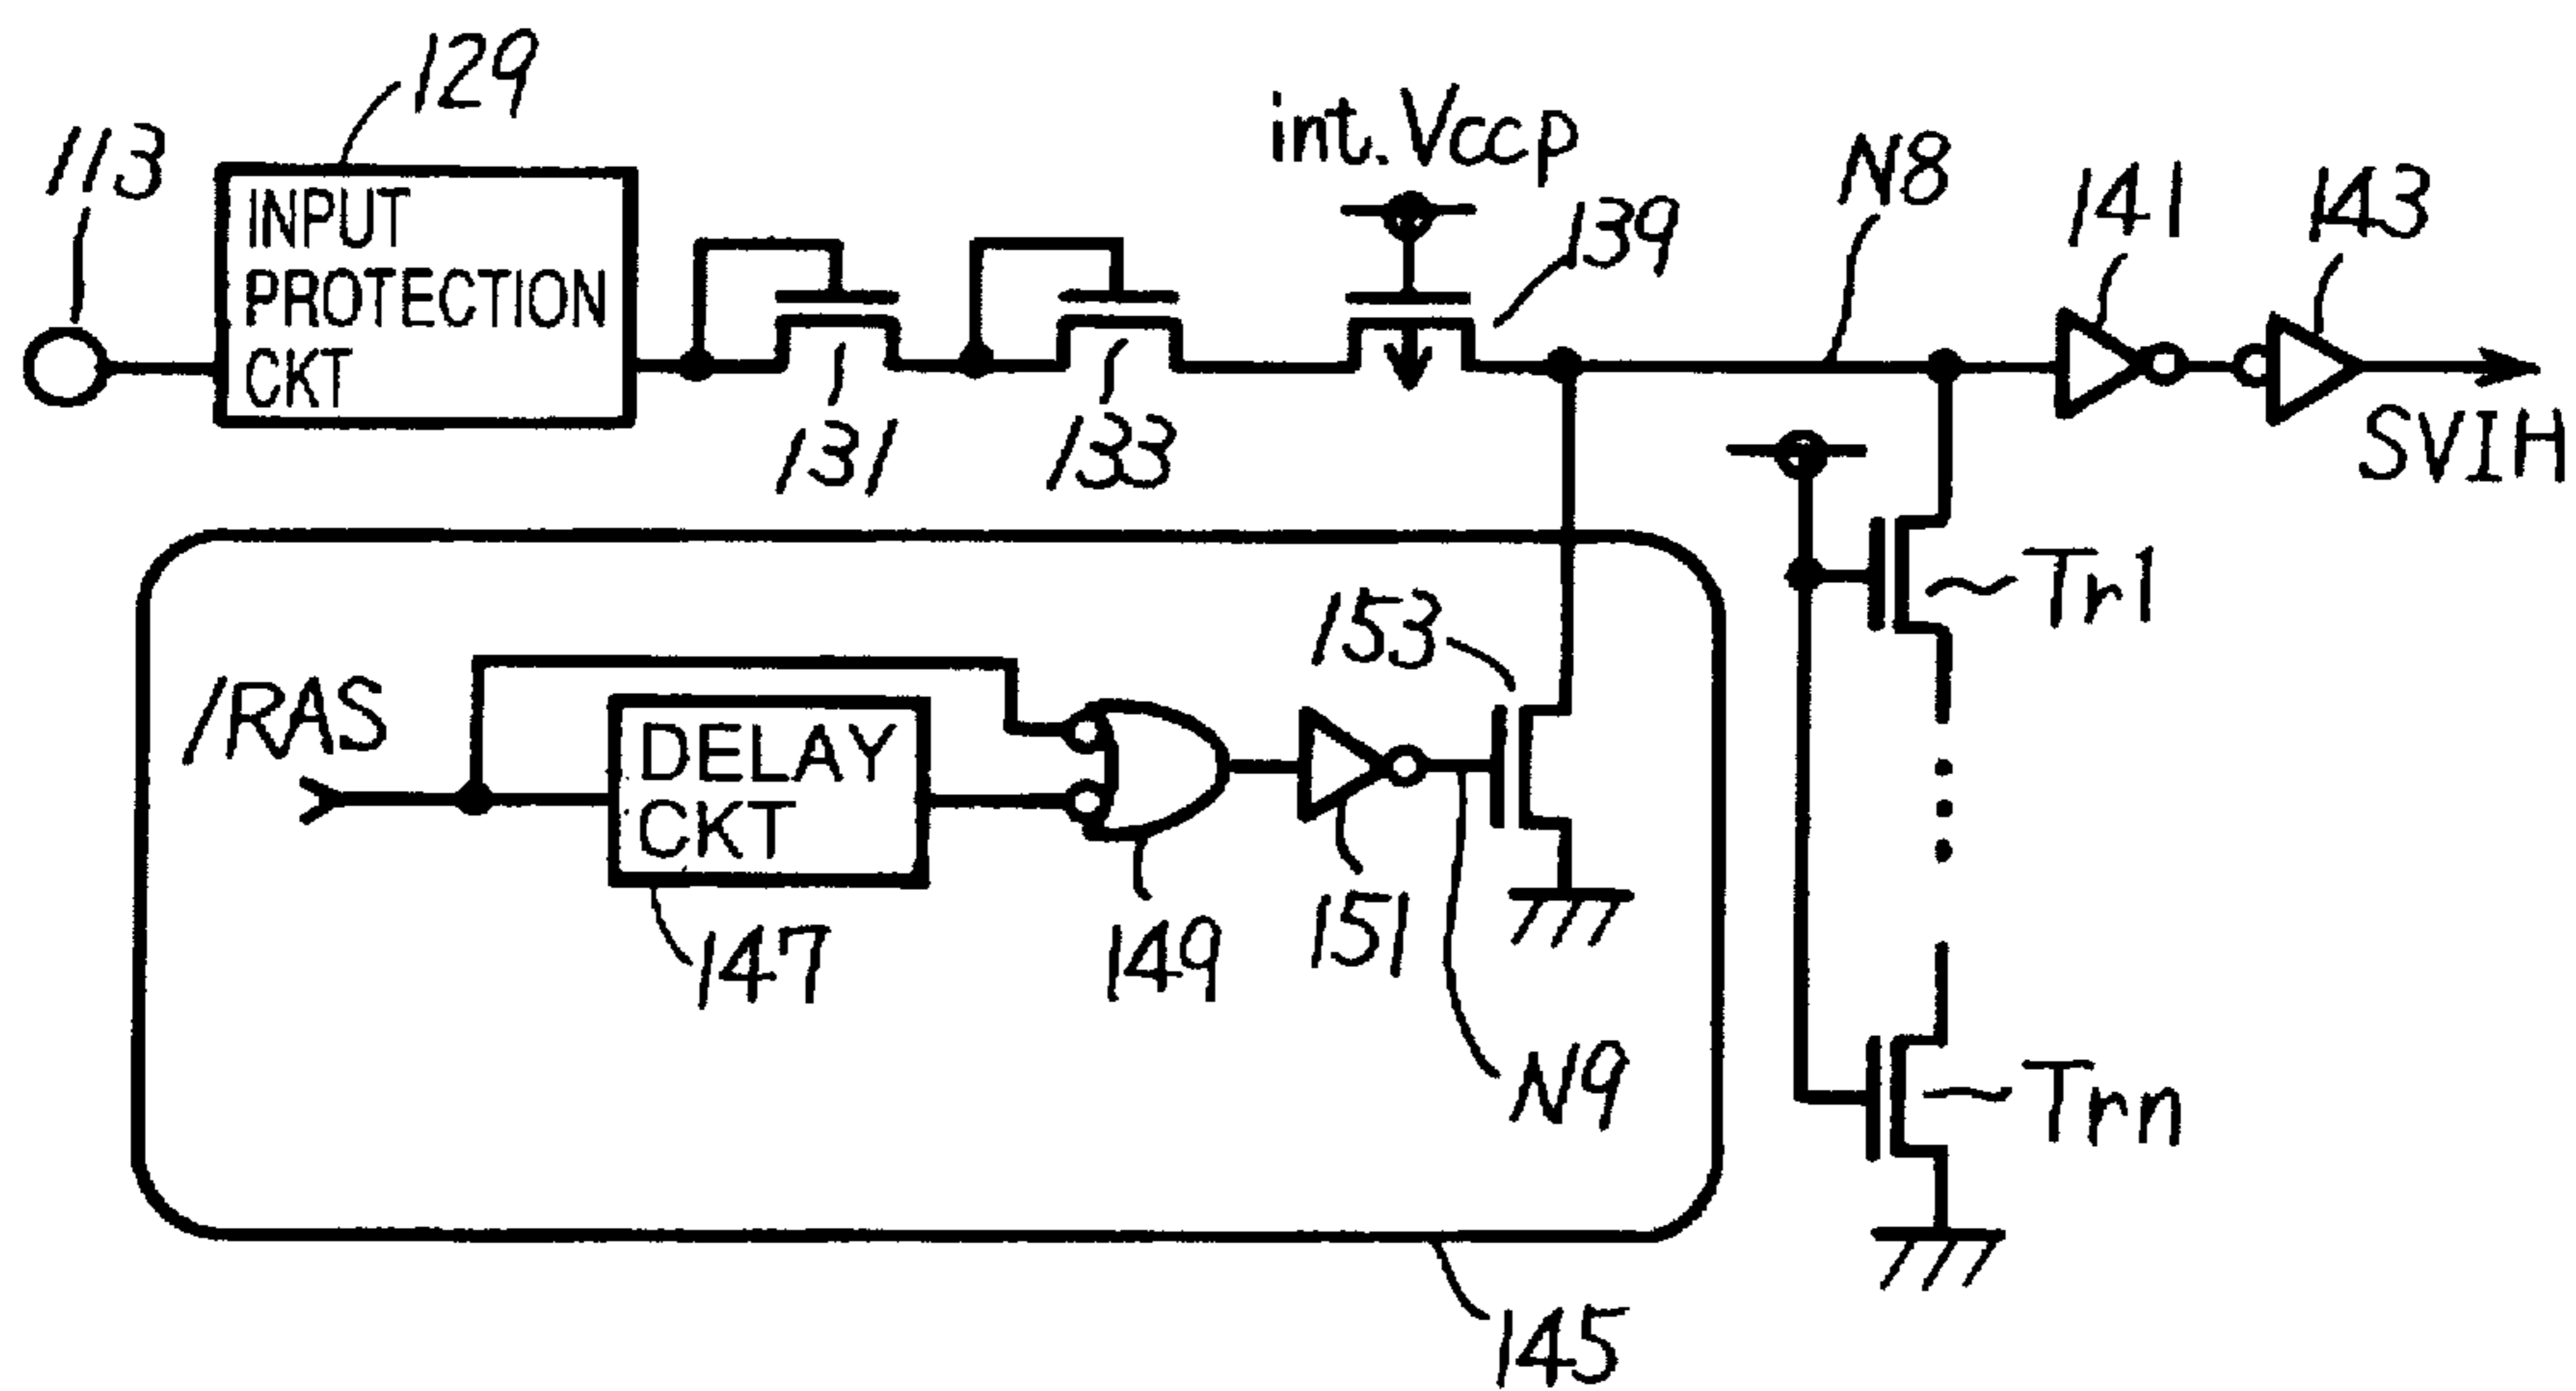 113
129
INPUT
PROTECTION
CKT
131
133
int. Vccp
139
N8
141
143
SVIH
/RAS
DELAY
CKT
147
149
151
153
N9
145
Tr1
Trn